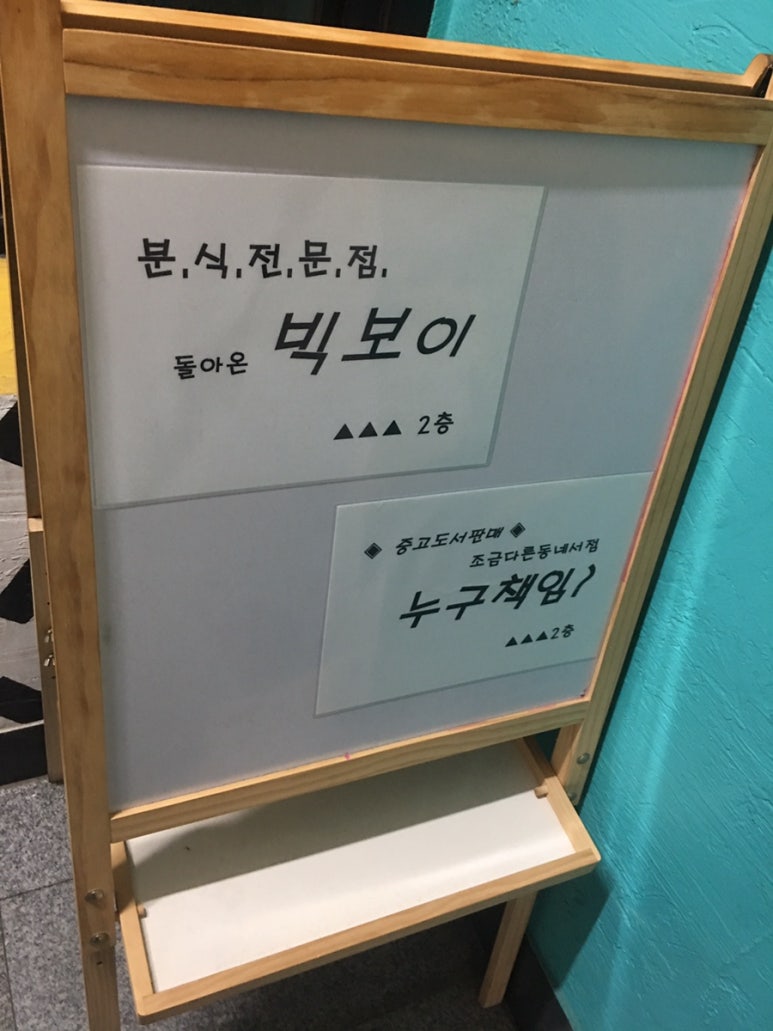 분,식,전,문,점,
돌아온 빅보이
▲▲▲ 2층
◈ 중고도서판매 ◈
조금다른동네서점
누구책임?
▲▲▲2층